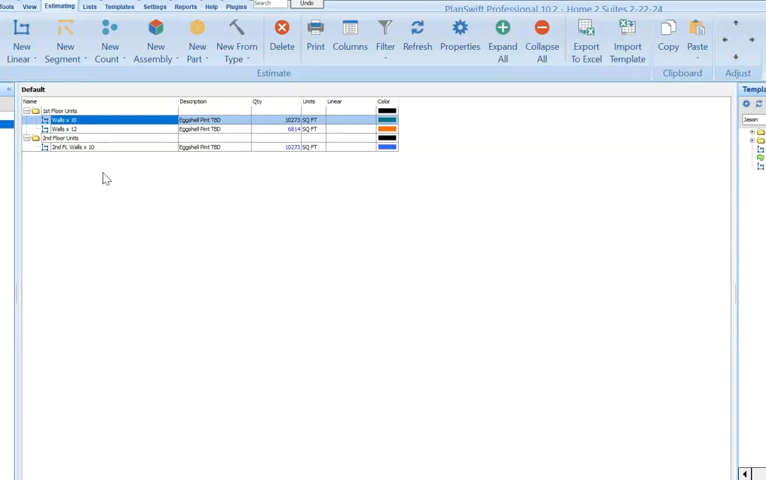 Tools View Estimating Lists Templates Settings Reports Help Plugins Search Undo
PlanSwift Professional 10.2 - Home 2 Suites 2-22-24
New Linear New Segment New Count New Assembly New Part New From Type Delete Print Columns Filter Refresh Properties Expand All Collapse All Export To Excel Import Template Copy Paste
Estimate Clipboard Adjust
Default
Templa
Name Description Qty Units Linear Color
1st Floor Units
Walls x 10 Eggshell Pint TBD 10273 SQ FT
Walls x 12 Eggshell Pint TBD 6814 SQ FT
2nd Floor Units
2nd FL Walls x 10 Eggshell Pint TBD 10273 SQ FT
Jason